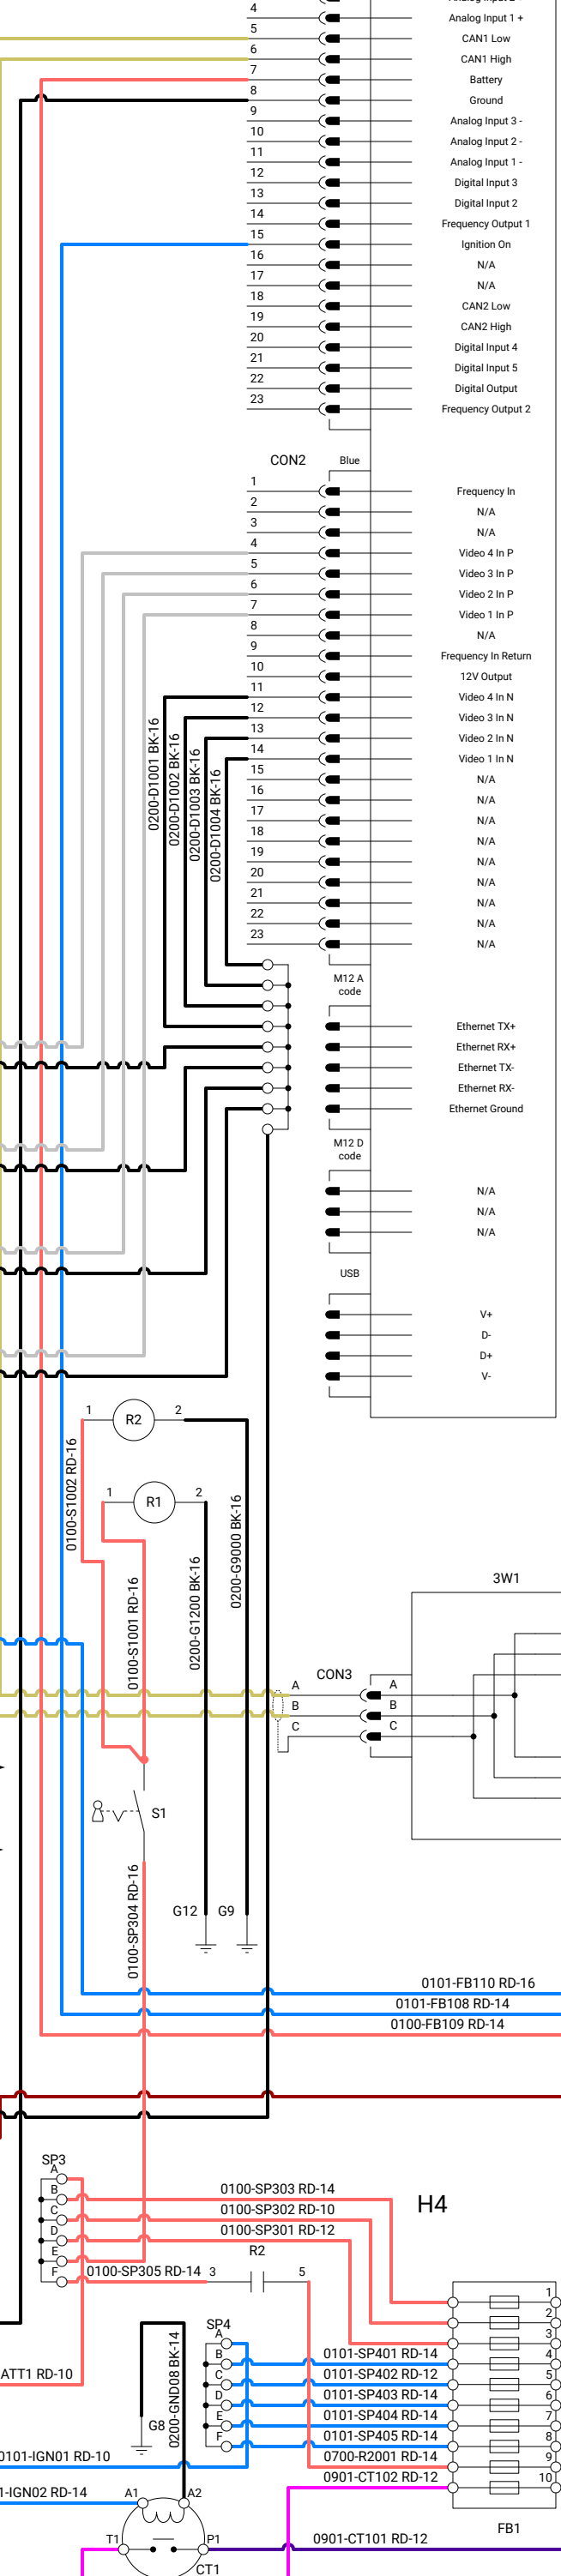 4 Analog Input 1 +
5 CAN1 Low
6 CAN1 High
7 Battery
8 Ground
9 Analog Input 3 -
10 Analog Input 2 -
11 Analog Input 1 -
12 Digital Input 3
13 Digital Input 2
14 Frequency Output 1
15 Ignition On
16 N/A
17 N/A
18 CAN2 Low
19 CAN2 High
20 Digital Input 4
21 Digital Input 5
22 Digital Output
23 Frequency Output 2
CON2 Blue
1 Frequency In
2 N/A
3 N/A
4 Video 4 In P
5 Video 3 In P
6 Video 2 In P
7 Video 1 In P
8 N/A
9 Frequency In Return
10 12V Output
11 Video 4 In N
12 Video 3 In N
13 Video 2 In N
14 Video 1 In N
0200-D1001 BK-16
0200-D1002 BK-16
0200-D1003 BK-16
0200-D1004 BK-16
15 N/A
16 N/A
17 N/A
18 N/A
19 N/A
20 N/A
21 N/A
22 N/A
23 N/A
M12 A
code
Ethernet TX+
Ethernet RX+
Ethernet TX-
Ethernet RX-
Ethernet Ground
M12 D
code
N/A
N/A
N/A
USB
V+
D-
D+
V-
1 R2 2
0100-S1002 RD-16
1 R1 2
0100-S1001 RD-16
0200-G1200 BK-16
0200-G9000 BK-16
3W1
CON3
A A
B B
C C
S1
0100-SP304 RD-16
G12 G9
0101-FB110 RD-16
0101-FB108 RD-14
0100-FB109 RD-14
SP3
A
B 0100-SP303 RD-14
H4
C 0100-SP302 RD-10
D 0100-SP301 RD-12
E
R2
F 0100-SP305 RD-14 3 5
1
2
3
SP4
A
B 0101-SP401 RD-14 4
C 0101-SP402 RD-12 5
D 0101-SP403 RD-14 6
E 0101-SP404 RD-14 7
F 0101-SP405 RD-14 8
0700-R2001 RD-14 9
0901-CT102 RD-12 10
ATT1 RD-10
G8
0200-GND08 BK-14
0101-IGN01 RD-10
-IGN02 RD-14
A1 A2
FB1
T1 P1
0901-CT101 RD-12
CT1